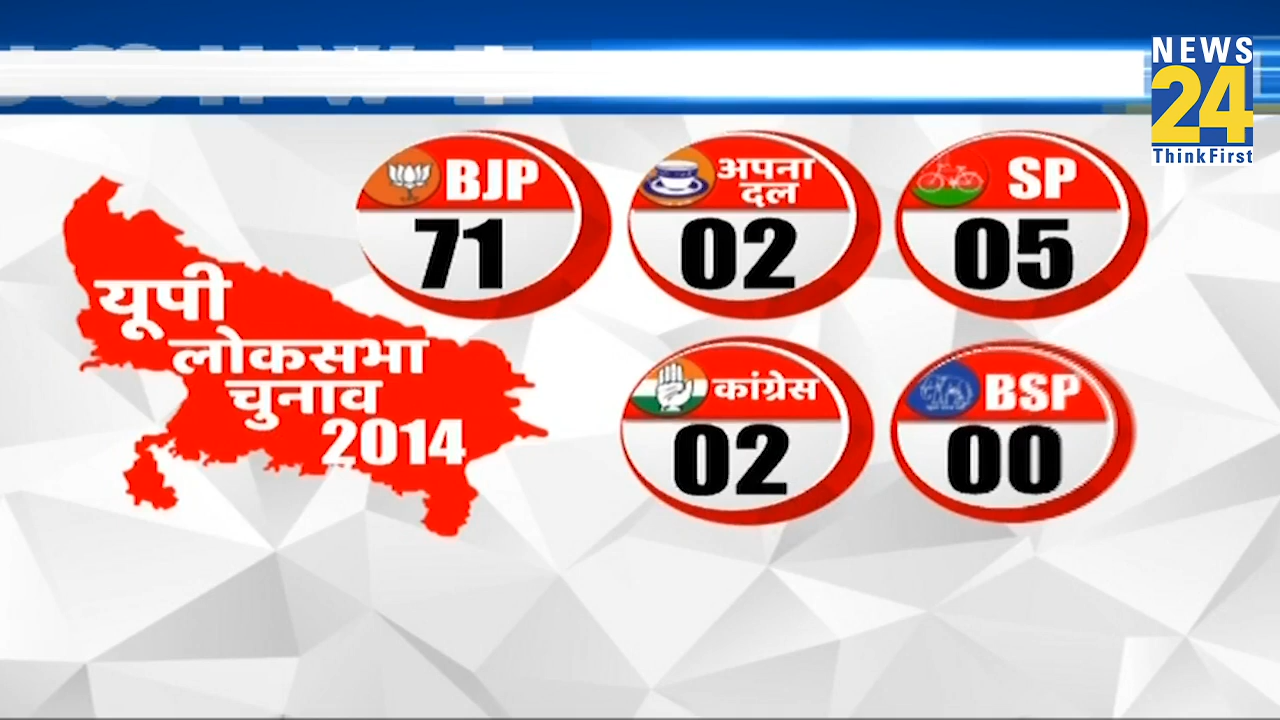 NEWS
24
ThinkFirst
BJP
71
अपना
दल
02
SP
05
यूपी
लोकसभा
चुनाव
2014
कांग्रेस
02
BSP
00